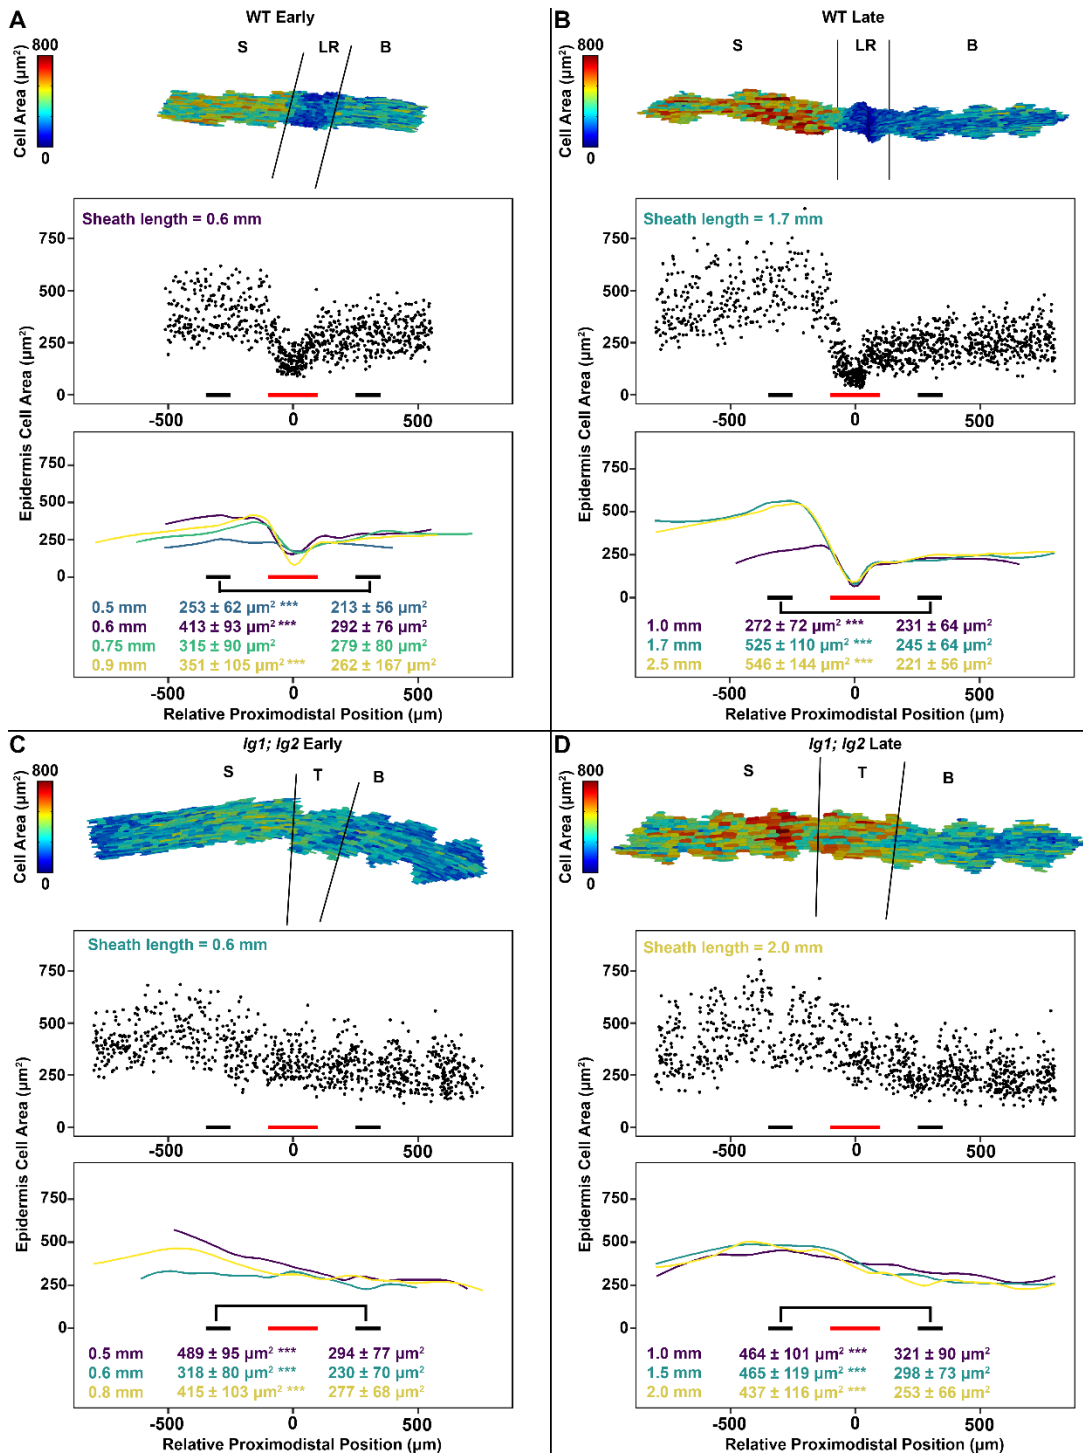 A
WT Early
800
Cell Area (µm²)
0
S
LR
B
Sheath length = 0.6 mm
Epidermis Cell Area (µm²)
750
500
250
0
-500
0
500
750
500
250
0
0.5 mm 253 ± 62 µm² *** 213 ± 56 µm²
0.6 mm 413 ± 93 µm² *** 292 ± 76 µm²
0.75 mm 315 ± 90 µm² 279 ± 80 µm²
0.9 mm 351 ± 105 µm² *** 262 ± 167 µm²
-500
0
500
Relative Proximodistal Position (µm)
B
WT Late
800
Cell Area (µm²)
0
S
LR
B
Sheath length = 1.7 mm
Epidermis Cell Area (µm²)
750
500
250
0
-500
0
500
750
500
250
0
1.0 mm 272 ± 72 µm² *** 231 ± 64 µm²
1.7 mm 525 ± 110 µm² *** 245 ± 64 µm²
2.5 mm 546 ± 144 µm² *** 221 ± 56 µm²
-500
0
500
Relative Proximodistal Position (µm)
C
lg1; lg2 Early
800
Cell Area (µm²)
0
S
T
B
Sheath length = 0.6 mm
Epidermis Cell Area (µm²)
750
500
250
0
-500
0
500
750
500
250
0
0.5 mm 489 ± 95 µm² *** 294 ± 77 µm²
0.6 mm 318 ± 80 µm² *** 230 ± 70 µm²
0.8 mm 415 ± 103 µm² *** 277 ± 68 µm²
-500
0
500
Relative Proximodistal Position (µm)
D
lg1; lg2 Late
800
Cell Area (µm²)
0
S
T
B
Sheath length = 2.0 mm
Epidermis Cell Area (µm²)
750
500
250
0
-500
0
500
750
500
250
0
1.0 mm 464 ± 101 µm² *** 321 ± 90 µm²
1.5 mm 465 ± 119 µm² *** 298 ± 73 µm²
2.0 mm 437 ± 116 µm² *** 253 ± 66 µm²
-500
0
500
Relative Proximodistal Position (µm)